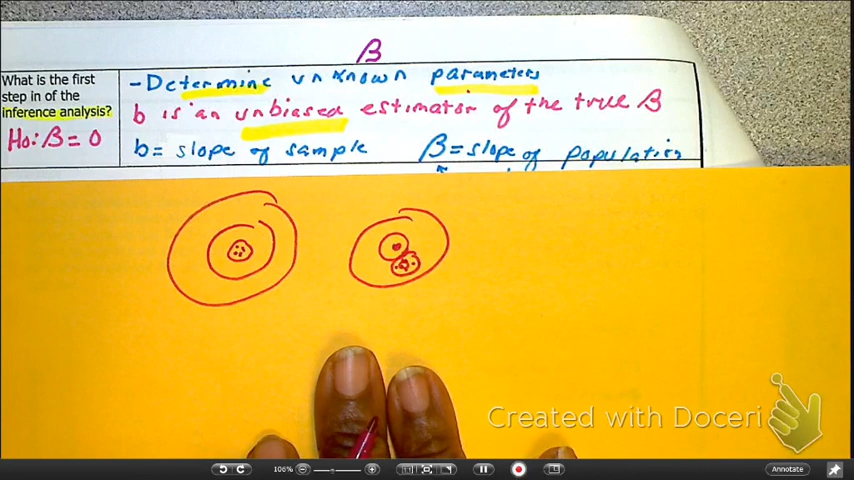 β
What is the first
step in of the
inference analysis?
Ho: β = 0
- Determine unknown parameters
b is an unbiased estimator of the true β
b = slope of sample β = slope of population
Created with Doceri
106%
Annotate